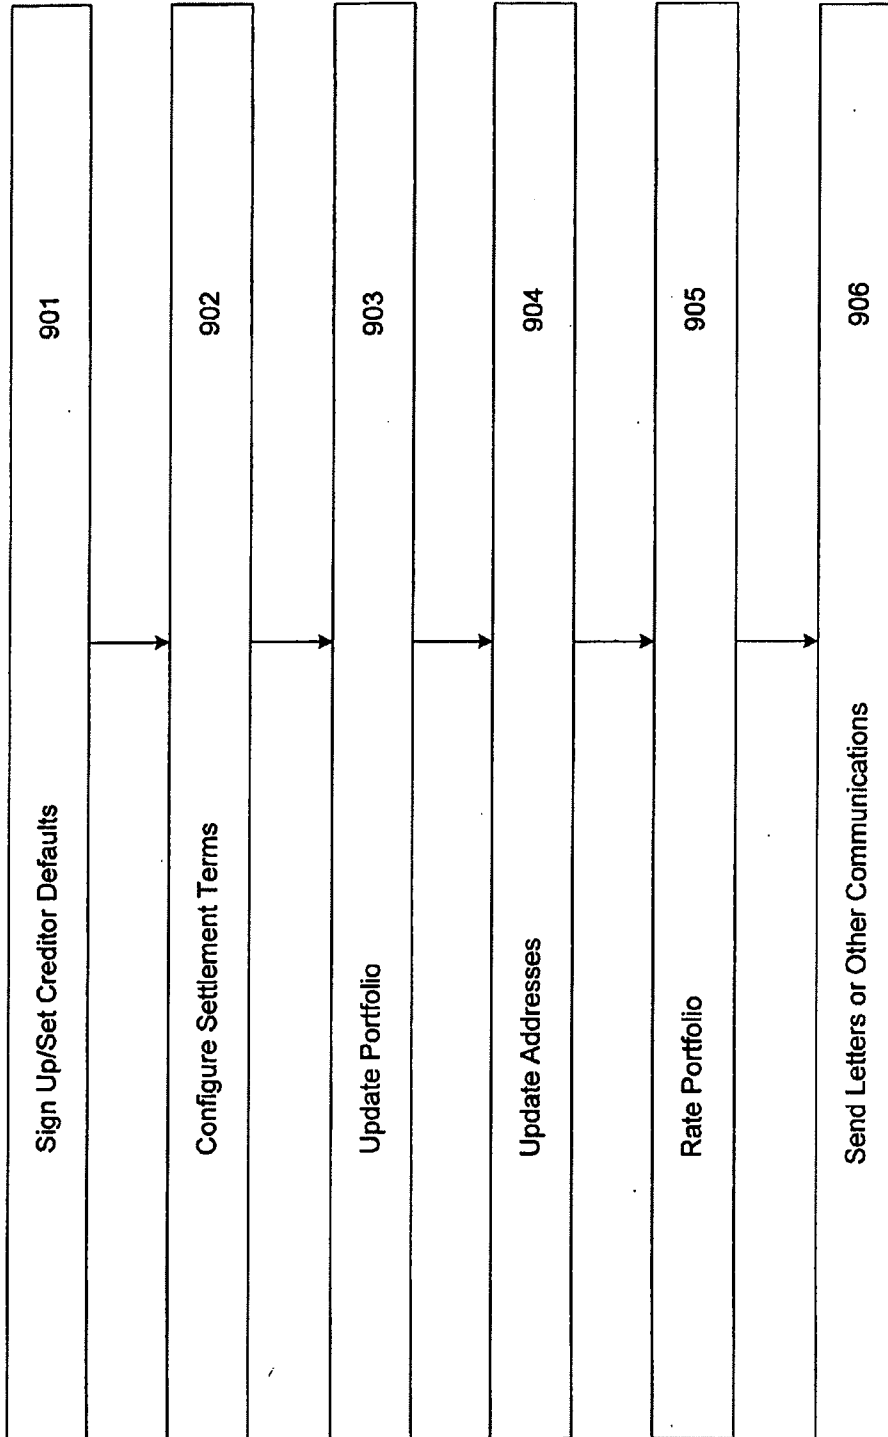 Sign Up/Set Creditor Defaults 901
Configure Settlement Terms 902
Update Portfolio 903
Update Addresses 904
Rate Portfolio 905
Send Letters or Other Communications 906